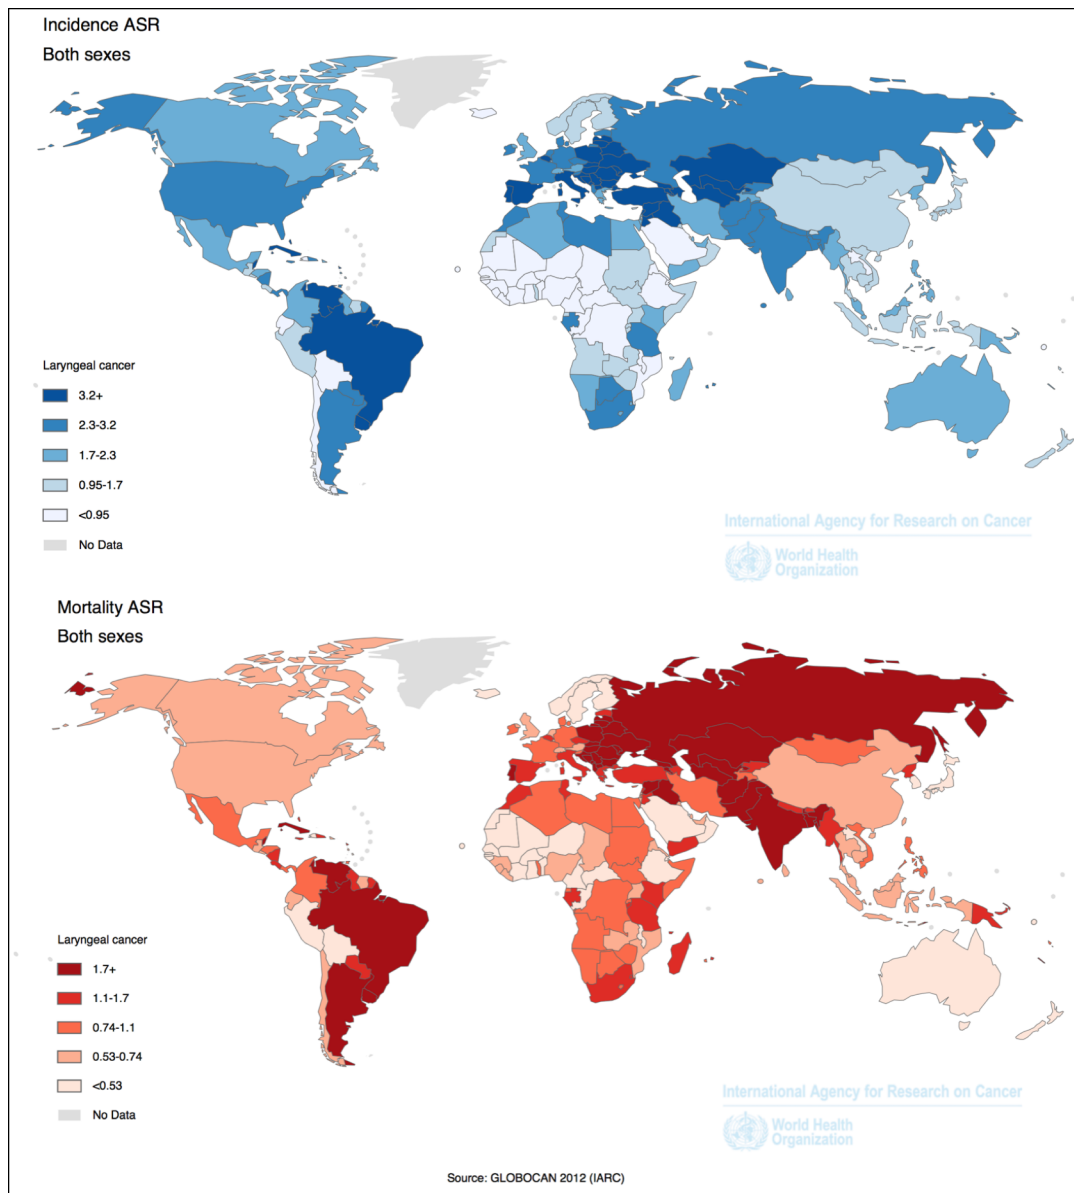 Incidence ASR
Both sexes
Laryngeal cancer
3.2+
2.3-3.2
1.7-2.3
0.95-1.7
<0.95
No Data
International Agency for Research on Cancer
World Health
Organization
Mortality ASR
Both sexes
Laryngeal cancer
1.7+
1.1-1.7
0.74-1.1
0.53-0.74
<0.53
No Data
International Agency for Research on Cancer
World Health
Organization
Source: GLOBOCAN 2012 (IARC)